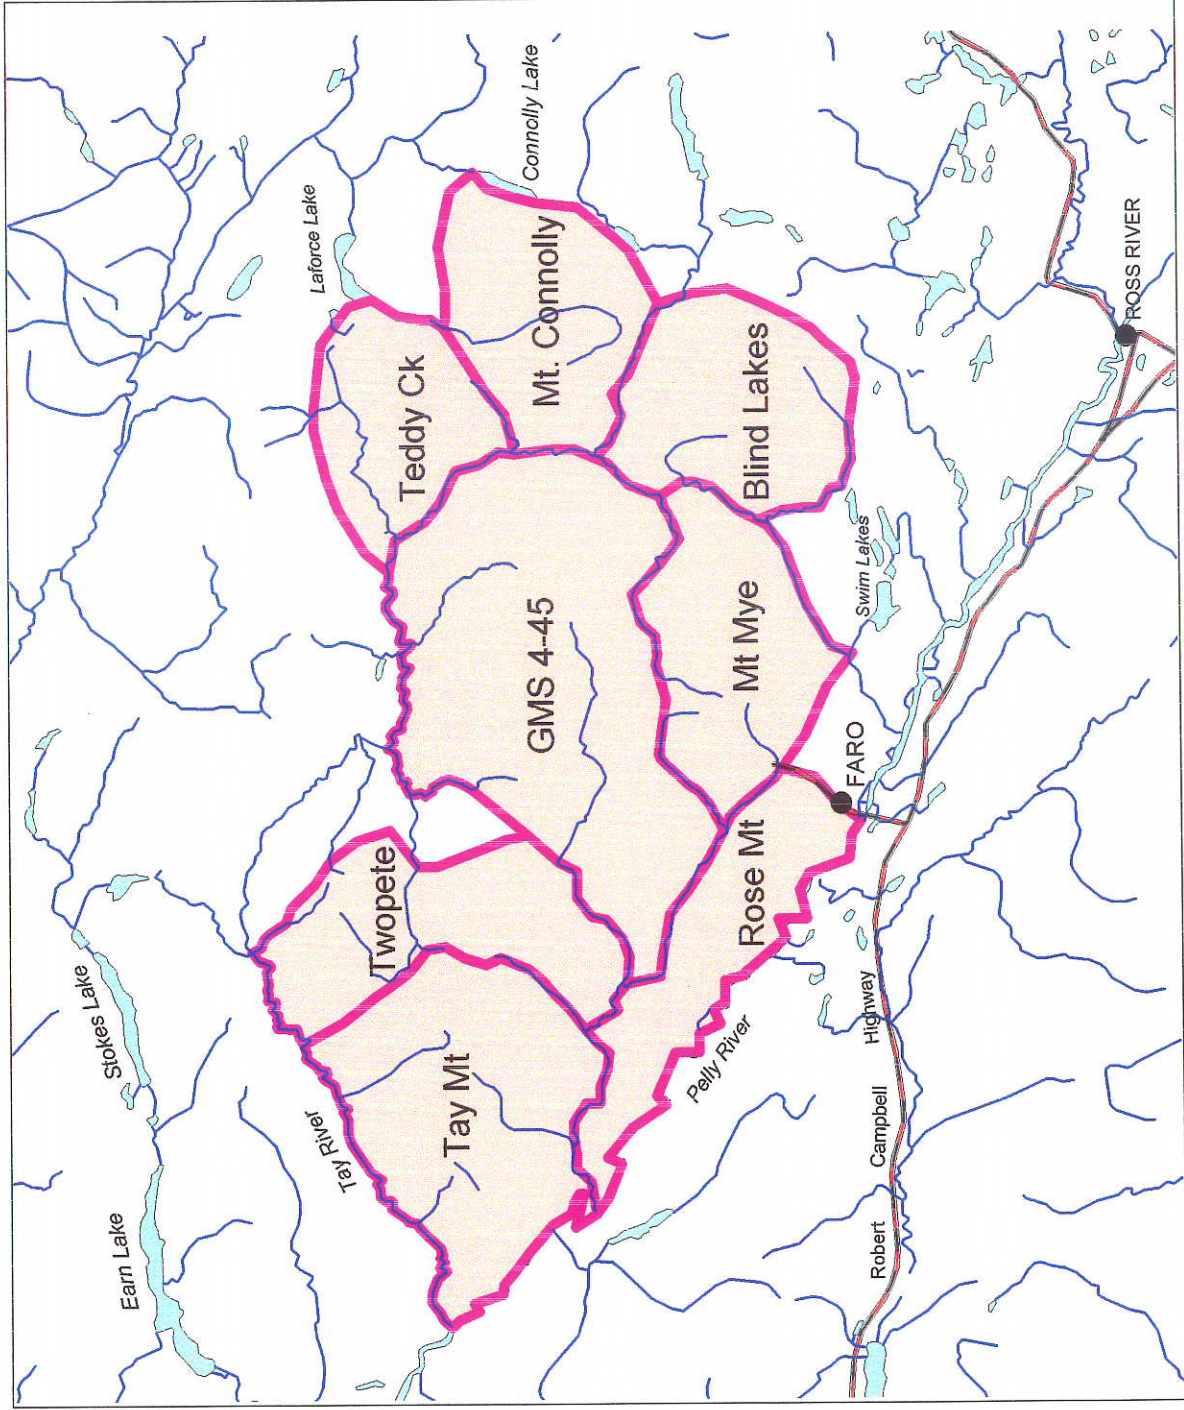 Earn Lake
Stokes Lake
Tay River
Twopete
Tay Mt
Laforce Lake
Teddy Ck
Connolly Lake
Mt. Connolly
GMS 4-45
Blind Lakes
Mt Mye
Rose Mt
Swim Lakes
Pelly River
FARO
ROSS RIVER
Robert
Campbell
Highway